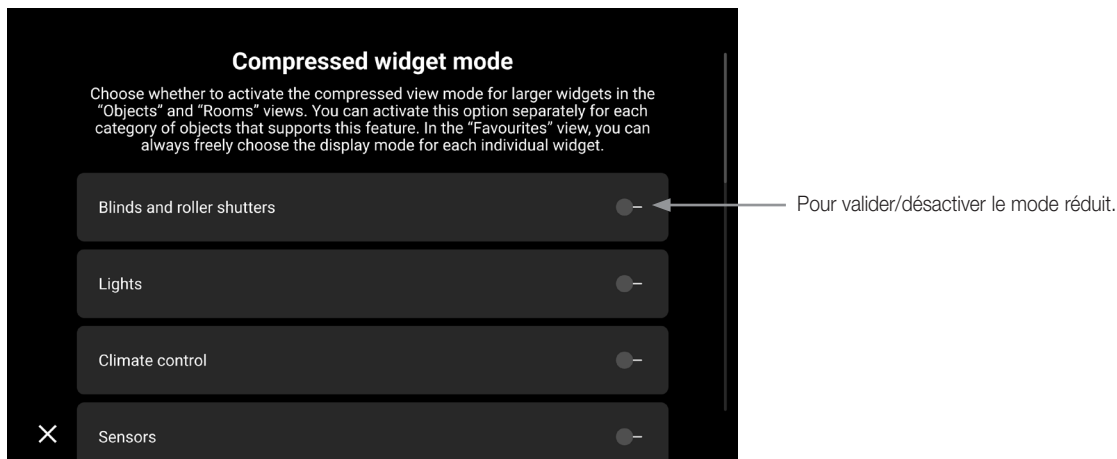 Compressed widget mode
Choose whether to activate the compressed view mode for larger widgets in the
“Objects” and “Rooms” views. You can activate this option separately for each
category of objects that supports this feature. In the “Favourites” view, you can
always freely choose the display mode for each individual widget.
Blinds and roller shutters
Pour valider/désactiver le mode réduit.
Lights
Climate control
Sensors